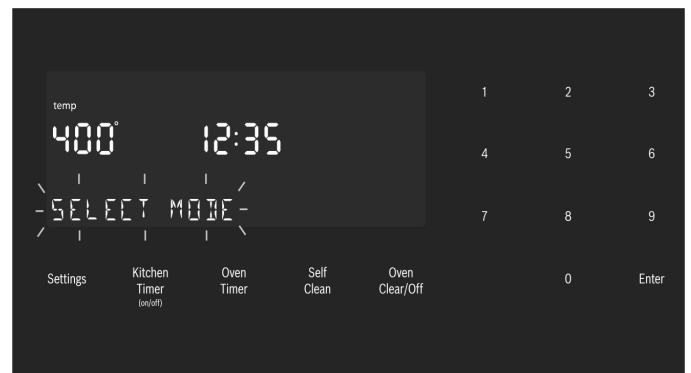 temp
400° 12:35
SELECT MODE
1 2 3
4 5 6
7 8 9
0 Enter
Settings
Kitchen Timer (on/off)
Oven Timer
Self Clean
Oven Clear/Off